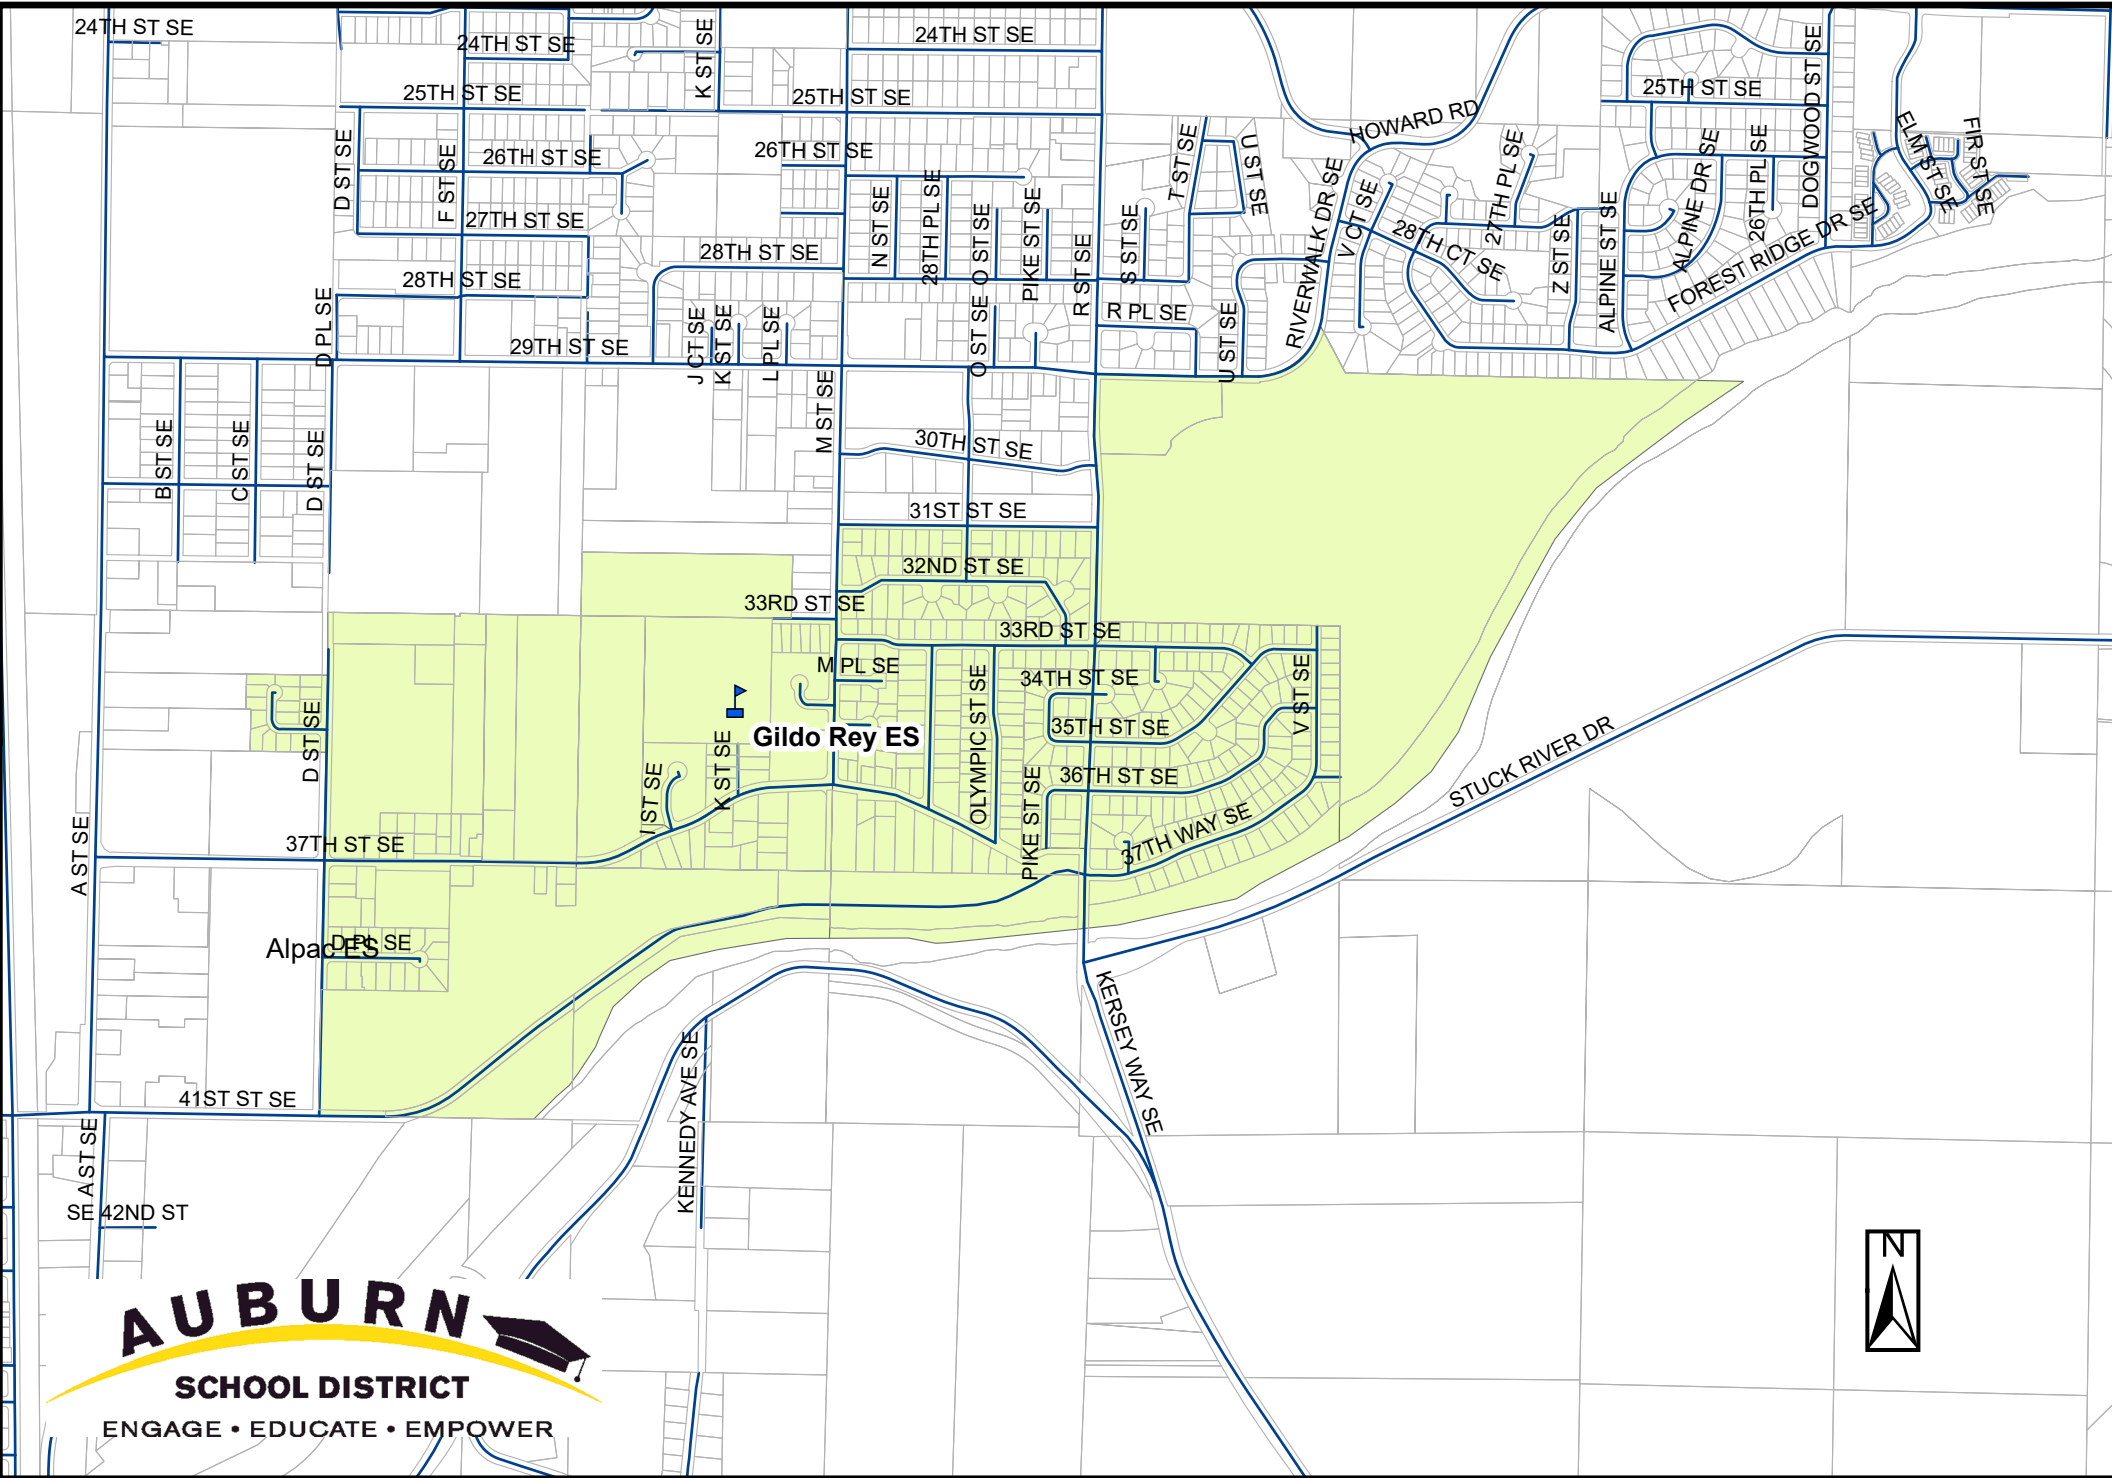 24TH ST SE
24TH ST SE
K ST SE
24TH ST SE
DOGWOOD ST SE
25TH ST SE
25TH ST SE
25TH ST SE
HOWARD RD
ELM ST SE
FIR ST SE
D ST SE
F ST SE
26TH ST SE
26TH ST SE
T ST SE
U ST SE
27TH PL SE
ALPINE DR SE
26TH PL SE
27TH ST SE
N ST SE
28TH PL SE
O ST SE
PIKE ST SE
R ST SE
S ST SE
RIVERWALK DR SE
V CT SE
28TH CT SE
Z ST SE
ALPINE ST SE
FOREST RIDGE DR SE
28TH ST SE
28TH ST SE
D PL SE
29TH ST SE
J CT SE
K ST SE
L PL SE
O ST SE
R PL SE
U ST SE
B ST SE
C ST SE
D ST SE
M ST SE
30TH ST SE
31ST ST SE
32ND ST SE
33RD ST SE
33RD ST SE
M PL SE
34TH ST SE
V ST SE
D ST SE
Gildo Rey ES
OLYMPIC ST SE
35TH ST SE
I ST SE
K ST SE
36TH ST SE
STUCK RIVER DR
A ST SE
37TH ST SE
PIKE ST SE
37TH WAY SE
Alpac ES
D PL SE
KERSEY WAY SE
41ST ST SE
A ST SE
KENNEDY AVE SE
SE 42ND ST
N
AUBURN
SCHOOL DISTRICT
ENGAGE • EDUCATE • EMPOWER